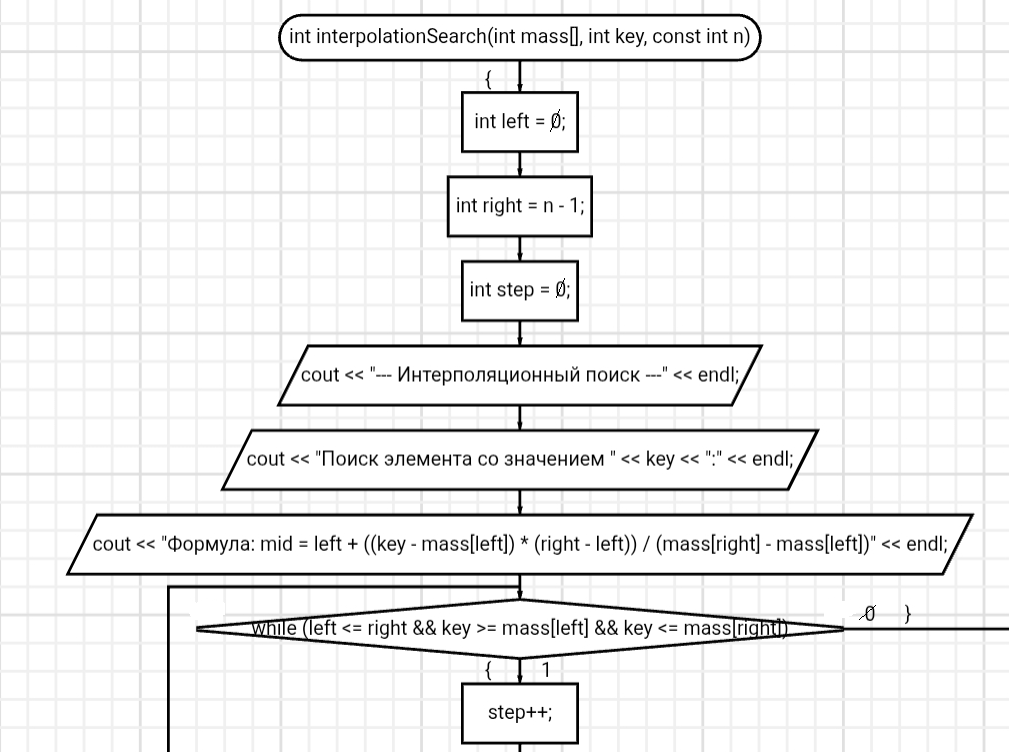 int interpolationSearch(int mass[], int key, const int n)
{
int left = 0;
int right = n - 1;
int step = 0;
cout << "--- Интерполяционный поиск ---" << endl;
cout << "Поиск элемента со значением " << key << ":" << endl;
cout << "Формула: mid = left + ((key - mass[left]) * (right - left)) / (mass[right] - mass[left])" << endl;
while (left <= right && key >= mass[left] && key <= mass[right])
0 }
{ 1
step++;